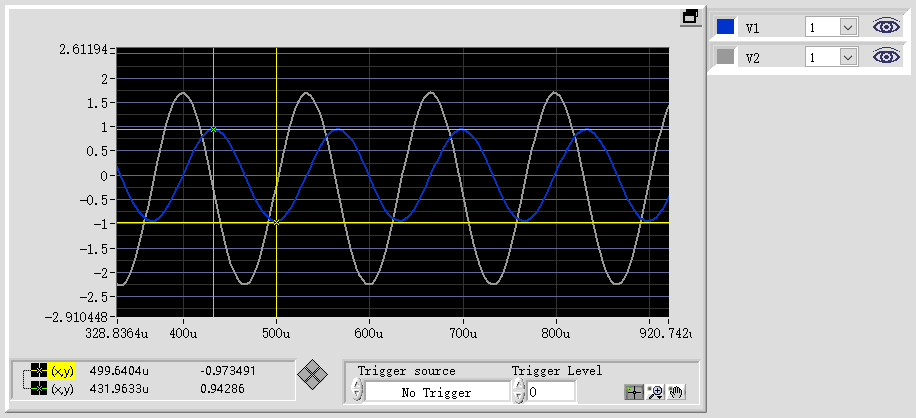 V1 1
V2 1
2.61194
2
1.5
1
0.5
0
-0.5
-1
-1.5
-2
-2.5
-2.910448
328.8364u 400u 500u 600u 700u 800u 920.742u
(x,y) 499.6404u -0.973491
(x,y) 431.9633u 0.94286
Trigger source Trigger Level
No Trigger 0